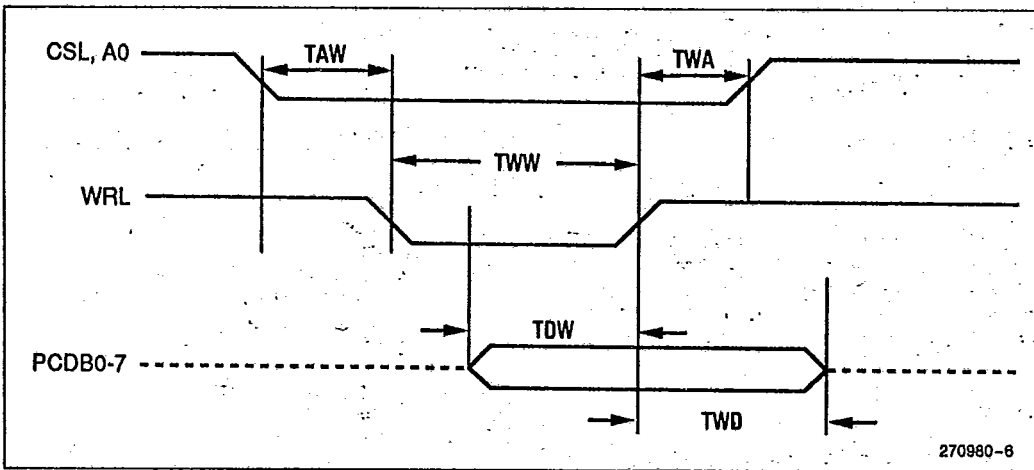 CSL, A0 TAW TWA
TWW
WRL
TDW
PCDB0-7
TWD
270980-6